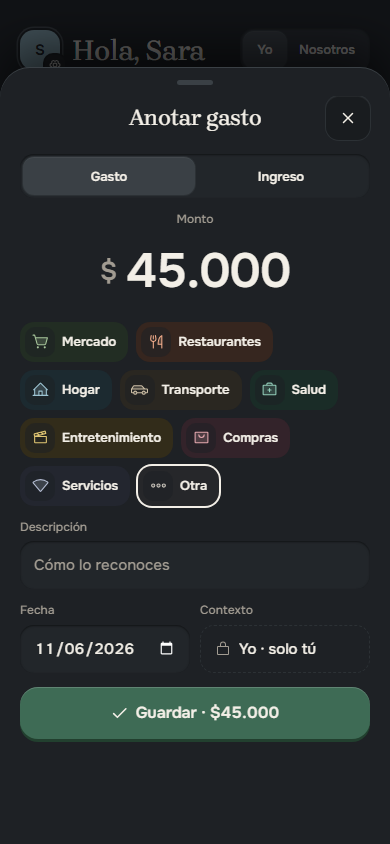 S Hola, Sara Yo Nosotros
Anotar gasto
Gasto Ingreso
Monto
$ 45.000
Mercado Restaurantes
Hogar Transporte Salud
Entretenimiento Compras
Servicios Otra
Descripción
Cómo lo reconoces
Fecha Contexto
11/06/2026 Yo · solo tú
Guardar · $45.000